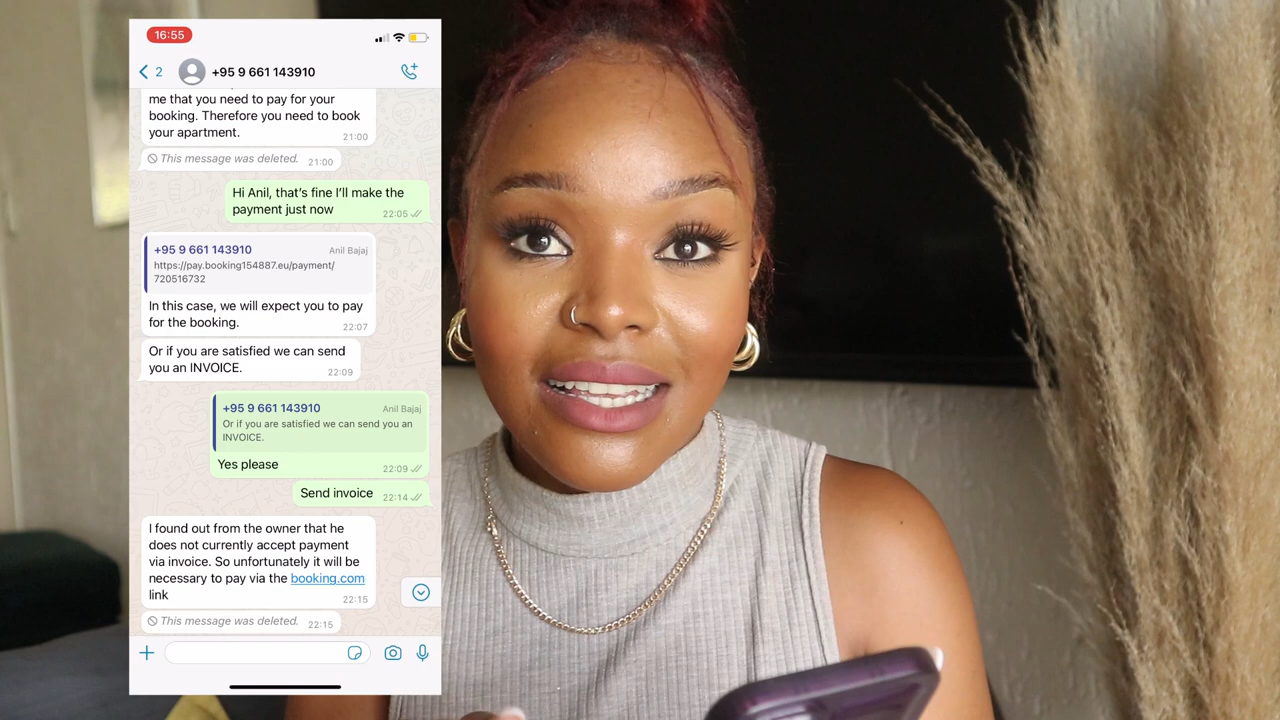 16:55
2
+95 9 661 143910
me that you need to pay for your
booking. Therefore you need to book
your apartment.
21:00
This message was deleted.
21:00
Hi Anil, that's fine I'll make the
payment just now
22:05
+95 9 661 143910
Anil Bajaj
https://pay.booking154887.eu/payment/
720516732
In this case, we will expect you to pay
for the booking.
22:07
Or if you are satisfied we can send
you an INVOICE.
22:09
+95 9 661 143910
Anil Bajaj
Or if you are satisfied we can send you an
INVOICE.
Yes please
22:09
Send invoice
22:14
I found out from the owner that he
does not currently accept payment
via invoice. So unfortunately it will be
necessary to pay via the booking.com
link
22:15
This message was deleted.
22:15